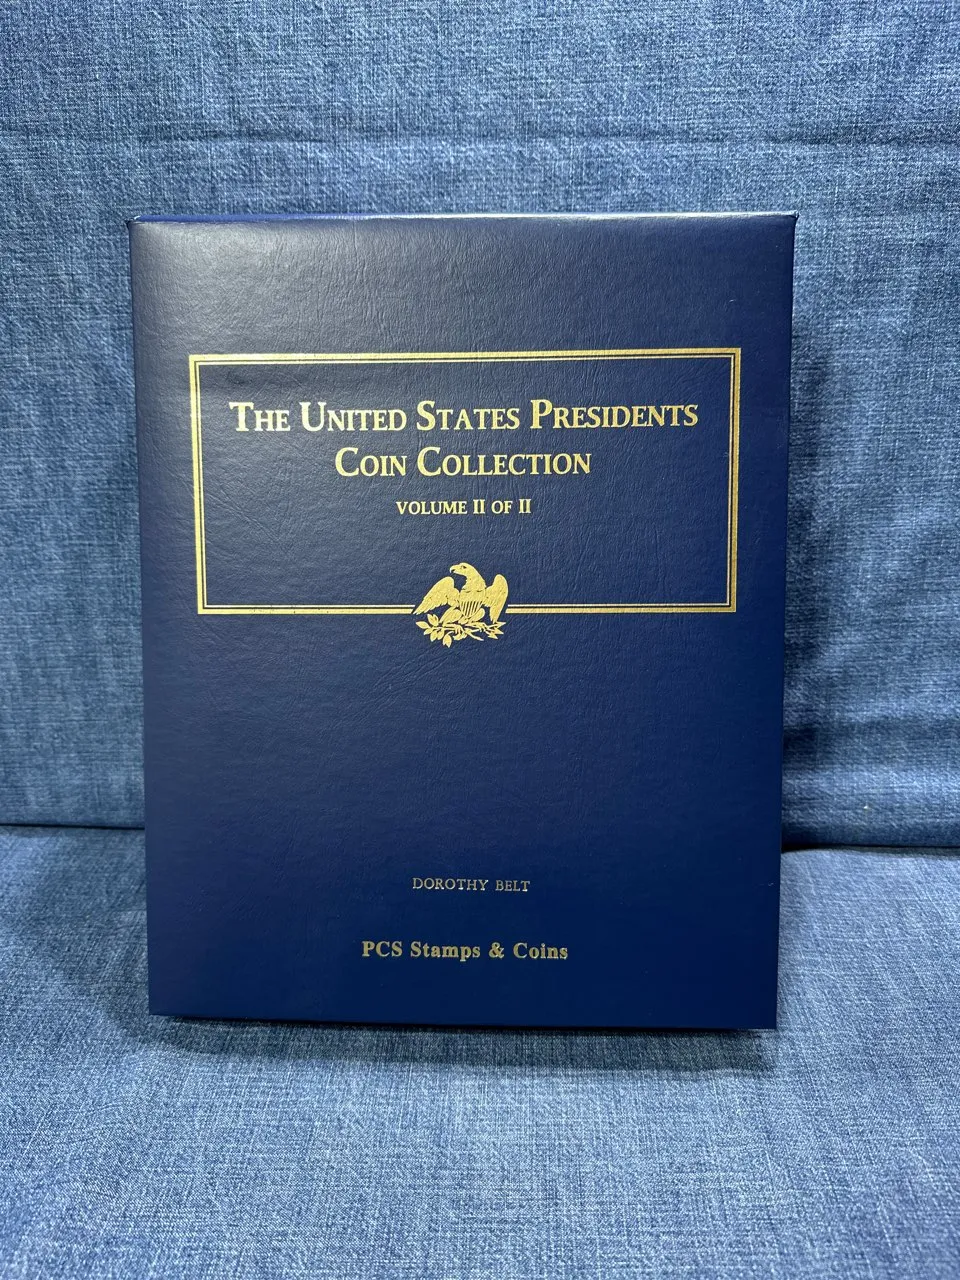 THE UNITED STATES PRESIDENTS
COIN COLLECTION
VOLUME II OF II
DOROTHY BELT
PCS Stamps & Coins